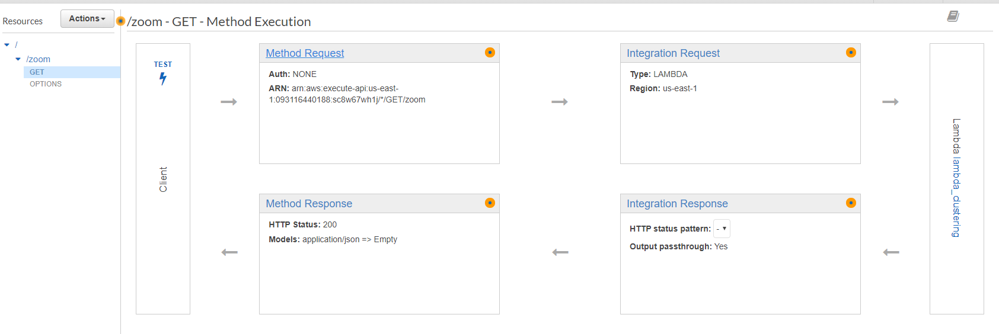 Resources
Actions
/
/zoom
GET
OPTIONS
/zoom - GET - Method Execution
TEST
Client
Method Request
Auth: NONE
ARN: arn:aws:execute-api:us-east-
1:093116440188:sc8w67wh1j/*/GET/zoom
Integration Request
Type: LAMBDA
Region: us-east-1
Method Response
HTTP Status: 200
Models: application/json => Empty
Integration Response
HTTP status pattern: -
Output passthrough: Yes
Lambda lambda_clustering